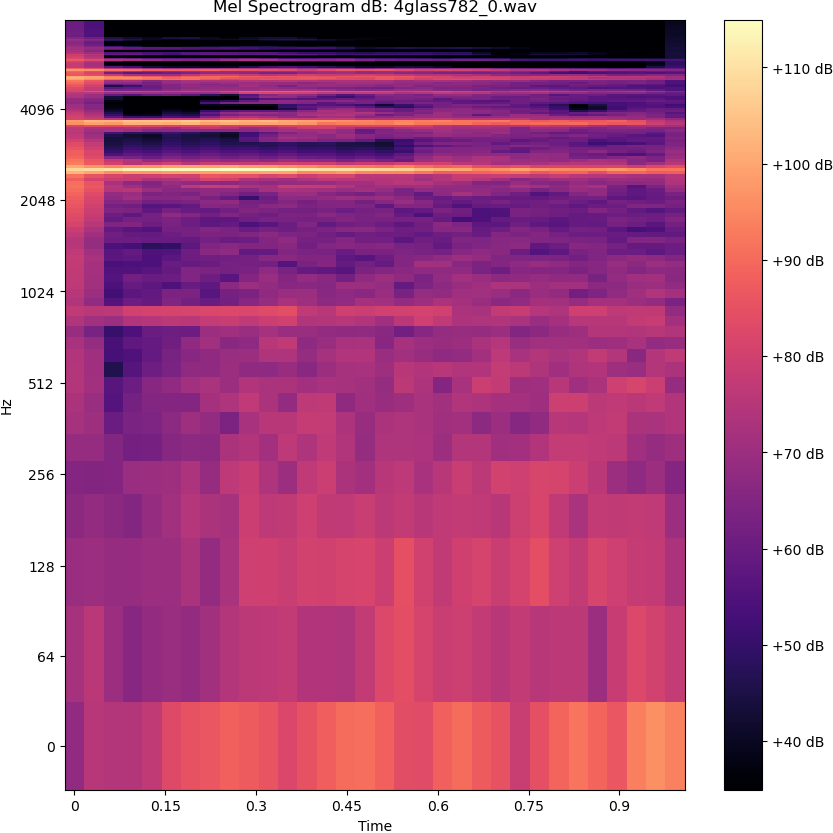 Mel Spectrogram dB: 4glass782_0.wav
+110 dB
4096
+100 dB
2048
+90 dB
1024
+80 dB
512
Hz
+70 dB
256
+60 dB
128
+50 dB
64
+40 dB
0
0 0.15 0.3 0.45 0.6 0.75 0.9
Time